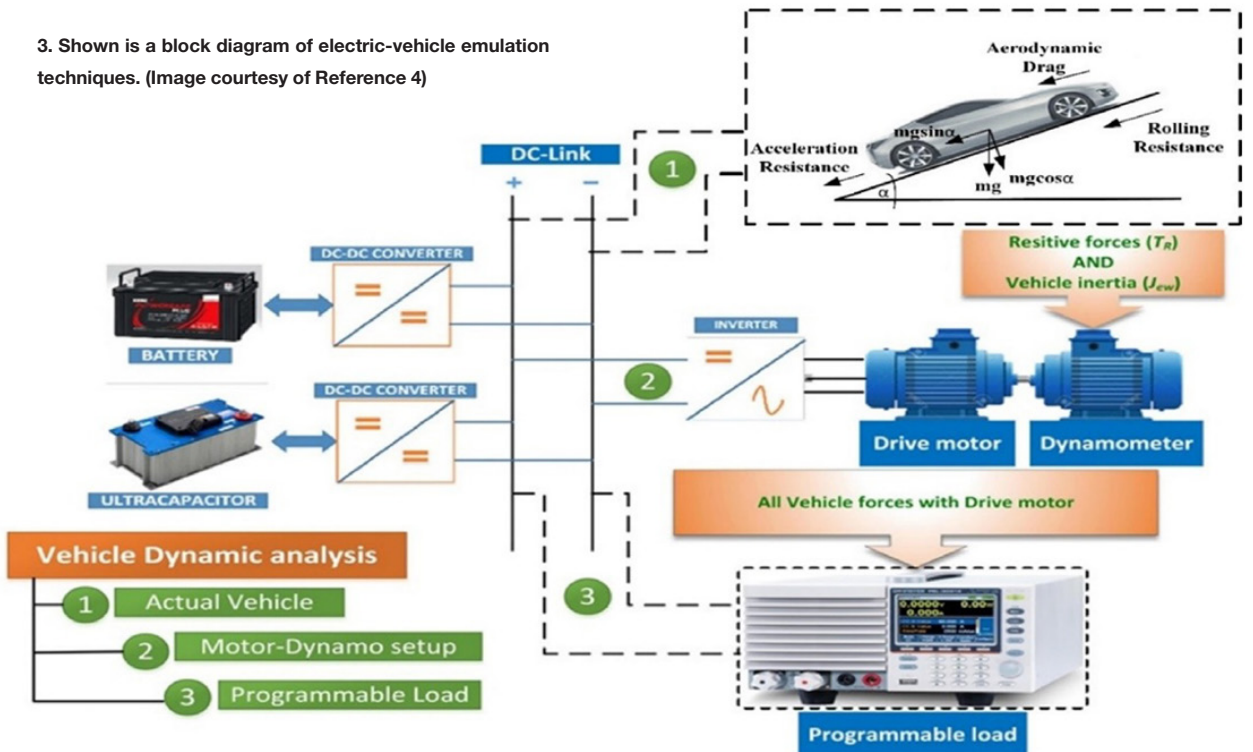 3. Shown is a block diagram of electric-vehicle emulation
techniques. (Image courtesy of Reference 4)
Aerodynamic
Drag
mgsinα
Acceleration
Resistance
Rolling
Resistance
mg
mgcosα
α
DC-Link
+
−
1
Resitive forces (T_R)
AND
Vehicle inertia (J_ew)
DC-DC CONVERTER
BATTERY
INVERTER
2
DC-DC CONVERTER
ULTRACAPACITOR
Drive motor
Dynamometer
All Vehicle forces with Drive motor
Vehicle Dynamic analysis
1 Actual Vehicle
2 Motor-Dynamo setup
3 Programmable Load
3
Programmable load